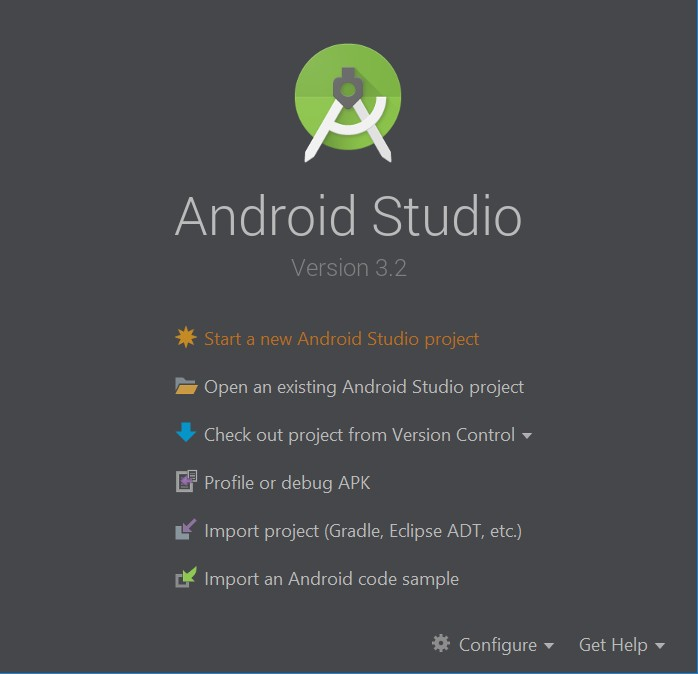 Android Studio
Version 3.2
Start a new Android Studio project
Open an existing Android Studio project
Check out project from Version Control
Profile or debug APK
Import project (Gradle, Eclipse ADT, etc.)
Import an Android code sample
Configure Get Help